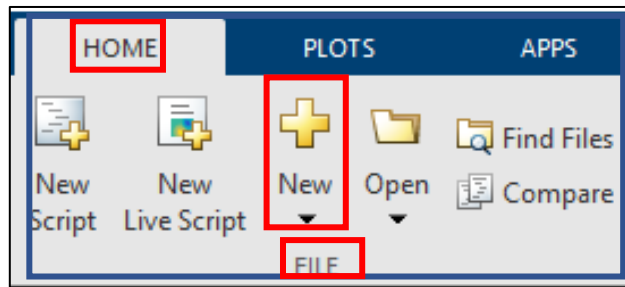 HOME PLOTS APPS
New Script
New Live Script
New
Open
Find Files
Compare
FILE